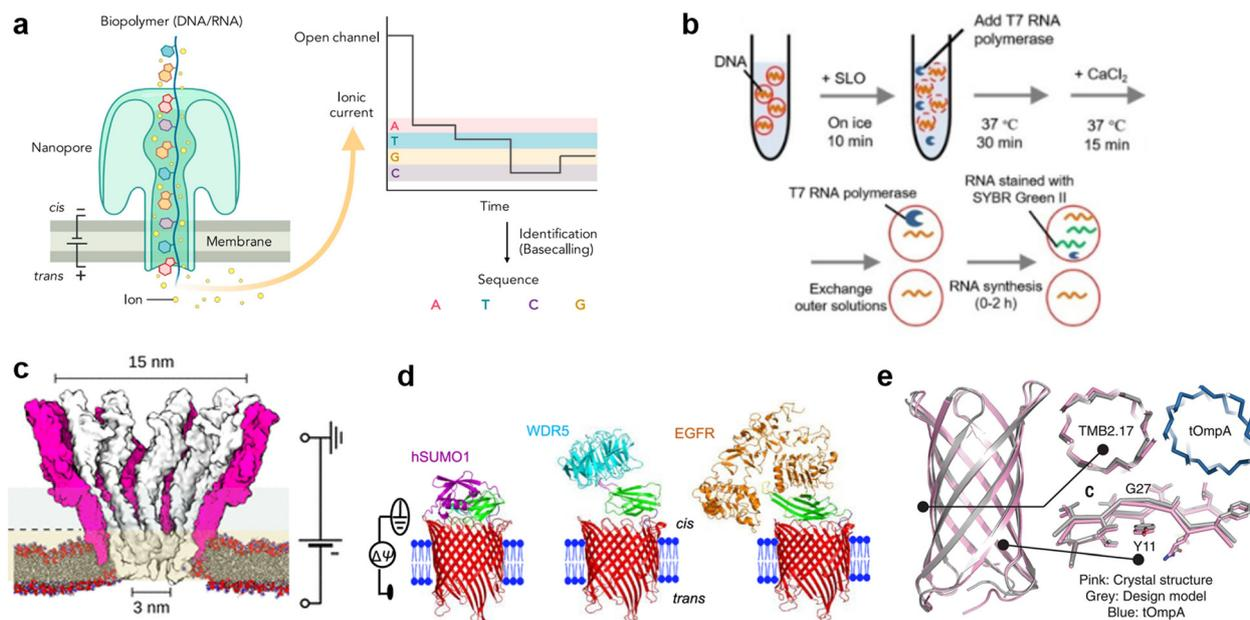 a
Biopolymer (DNA/RNA)
Nanopore
cis
−
trans
+
Membrane
Ion
Open channel
Ionic
current
A
T
G
C
Time
Identification
(Basecalling)
Sequence
A T C G
b
DNA
+ SLO
On ice
10 min
Add T7 RNA
polymerase
37 °C
30 min
+ CaCl₂
37 °C
15 min
T7 RNA polymerase
RNA stained with
SYBR Green II
Exchange
outer solutions
RNA synthesis
(0-2 h)
c
15 nm
3 nm
-
d
hSUMO1
WDR5
EGFR
ΔΨ
cis
trans
e
TMB2.17
tOmpA
C
G27
Y11
Pink: Crystal structure
Grey: Design model
Blue: tOmpA